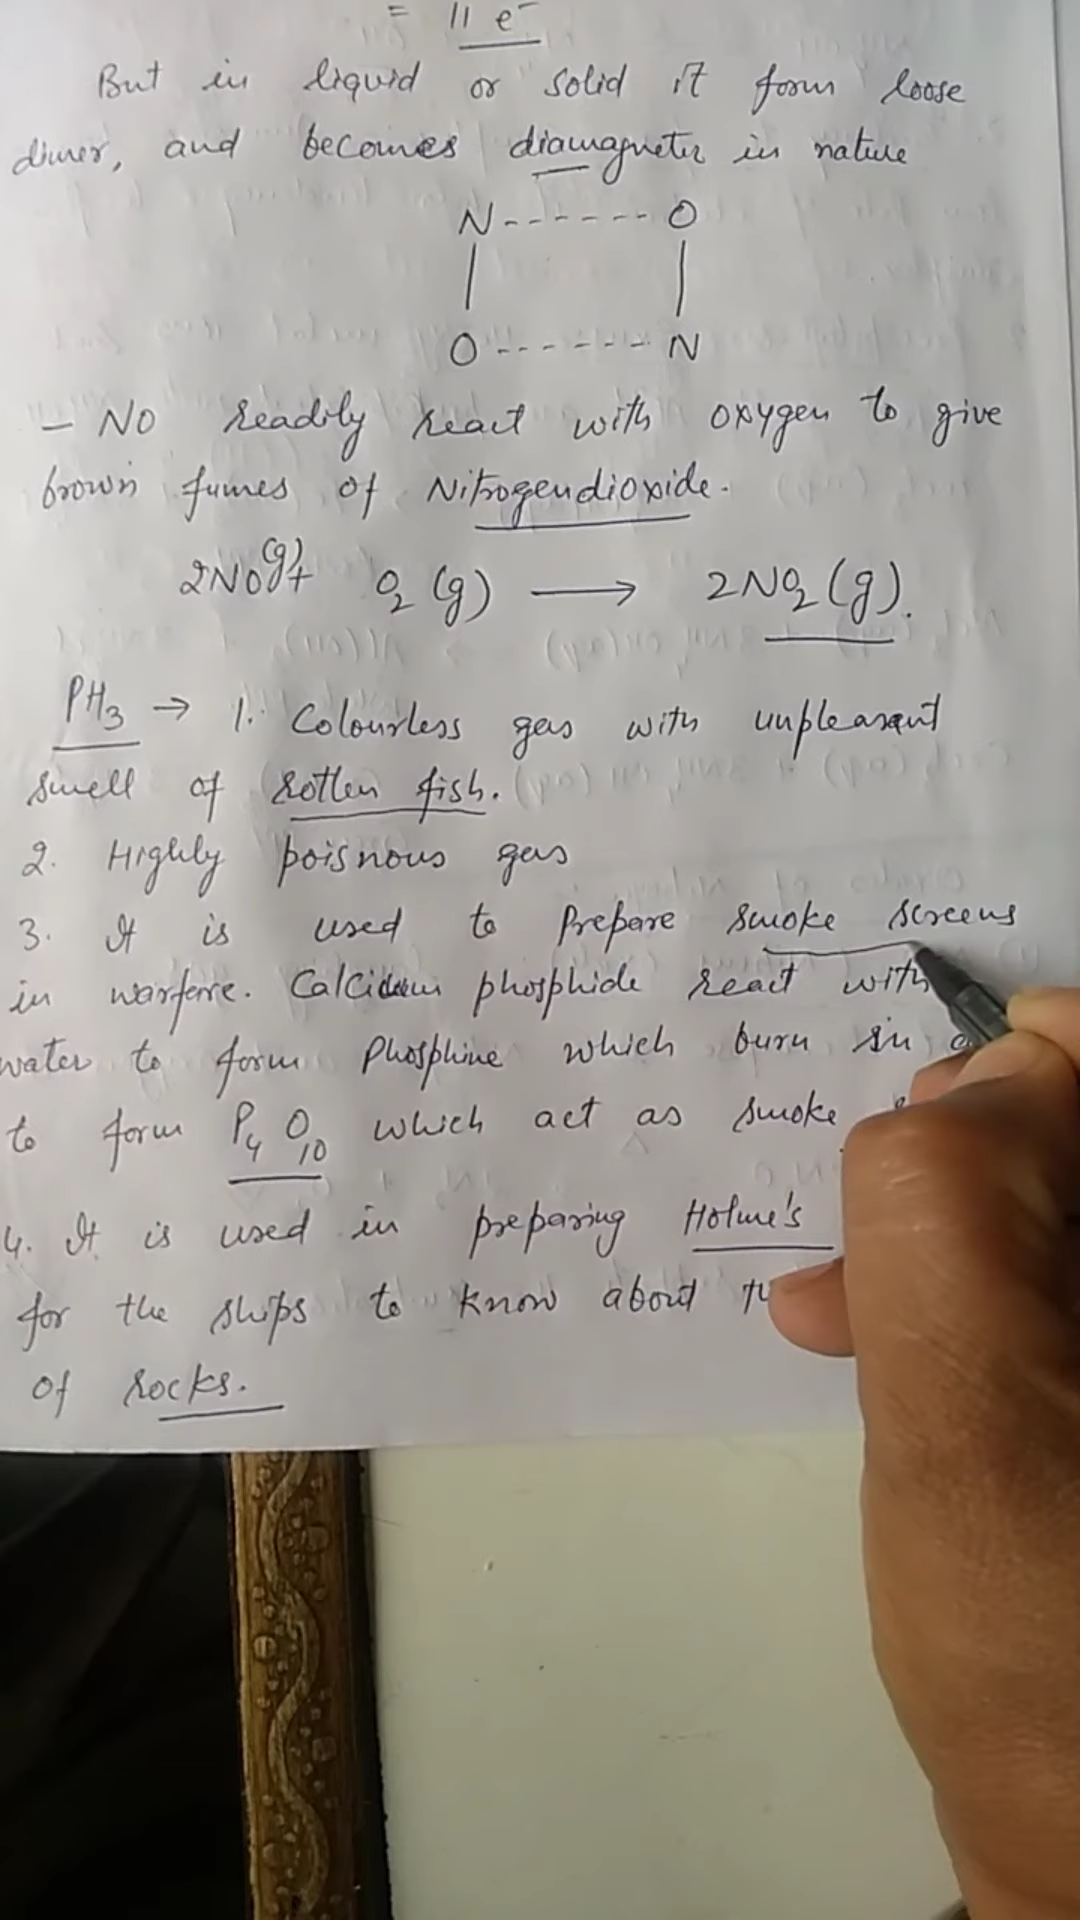 = 11 e⁻
But in liquid or solid it form loose
dimer, and becomes diamagnetic in nature
N ------ O
| |
O ------ N
- NO readily react with oxygen to give
brown fumes of Nitrogendioxide.
2NO(g)+ O₂(g) → 2NO₂(g).
PH₃ → 1. Colourless gas with unpleasant
smell of rotten fish.
2. Highly poisnous gas
3. It is used to Prepare smoke screens
in warfare. Calcium phosphide react with
water to form Phosphine which burn in
to form P₄O₁₀ which act as smoke
4. It is used in preparing Holme's
for the ships to know about
of rocks.